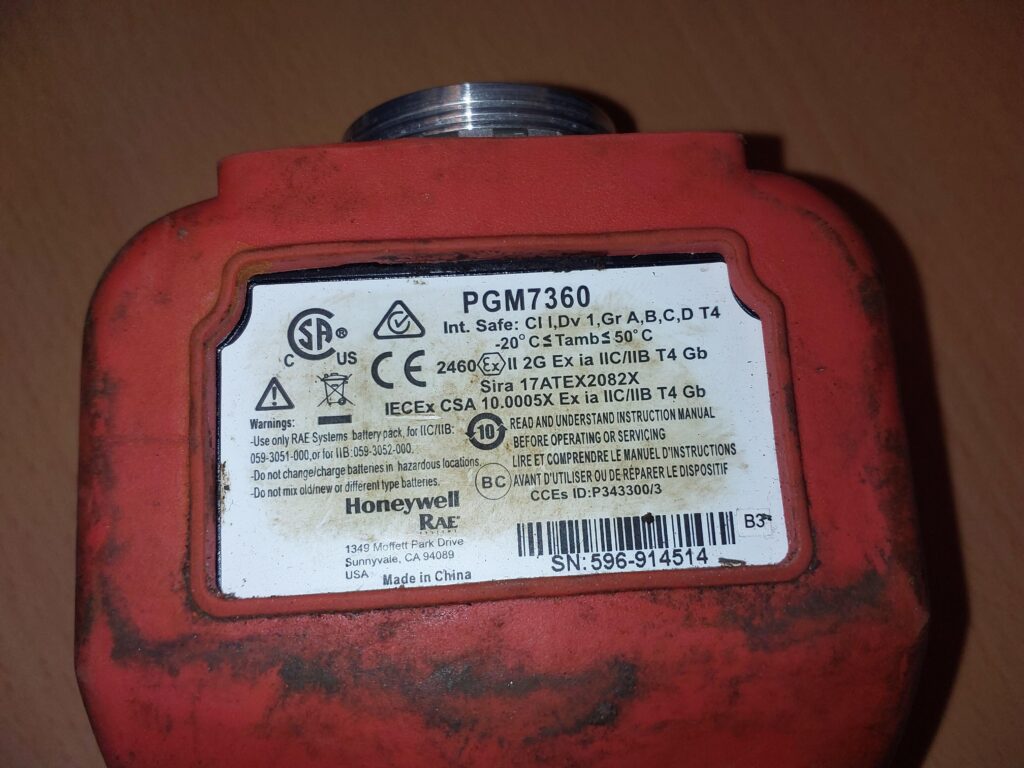 PGM7360
Int. Safe: Cl I,Dv 1,Gr A,B,C,D T4
-20°C≤Tamb≤50°C
SA®
C US
CE 2460 Ex II 2G Ex ia IIC/IIB T4 Gb
Sira 17ATEX2082X
IECEx CSA 10.0005X Ex ia IIC/IIB T4 Gb
Warnings:
-Use only RAE Systems battery pack, for IIC/IIB:
059-3051-000,or for IIB:059-3052-000.
-Do not change/charge batteries in hazardous locations.
-Do not mix old/new or different type batteries.
10
READ AND UNDERSTAND INSTRUCTION MANUAL
BEFORE OPERATING OR SERVICING
LIRE ET COMPRENDRE LE MANUEL D'INSTRUCTIONS
AVANT D'UTILISER OU DE RÉPARER LE DISPOSITIF
BC
CCEs ID:P343300/3
Honeywell
RAE
SYSTEMS
1349 Moffett Park Drive
Sunnyvale, CA 94089
USA
Made in China
B3
SN: 596-914514